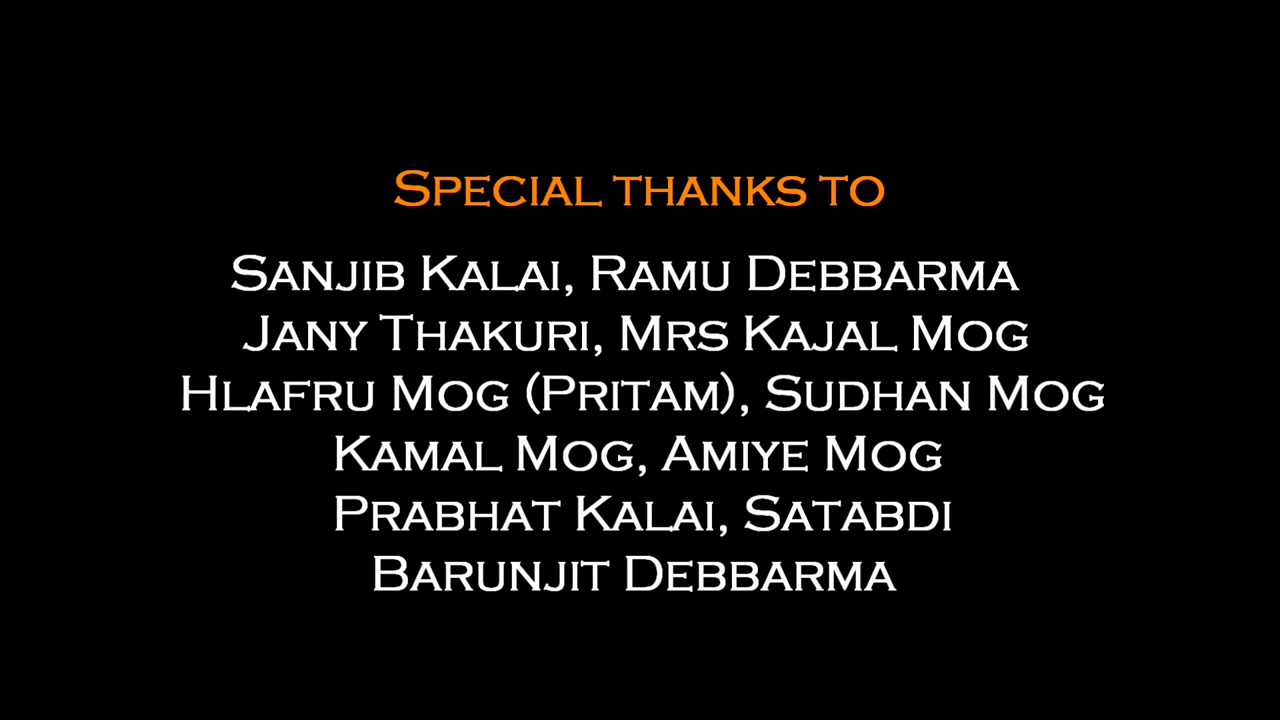 Special thanks to
Sanjib Kalai, Ramu Debbarma
Jany Thakuri, Mrs Kajal Mog
Hlafru Mog (Pritam), Sudhan Mog
Kamal Mog, Amiye Mog
Prabhat Kalai, Satabdi
Barunjit Debbarma